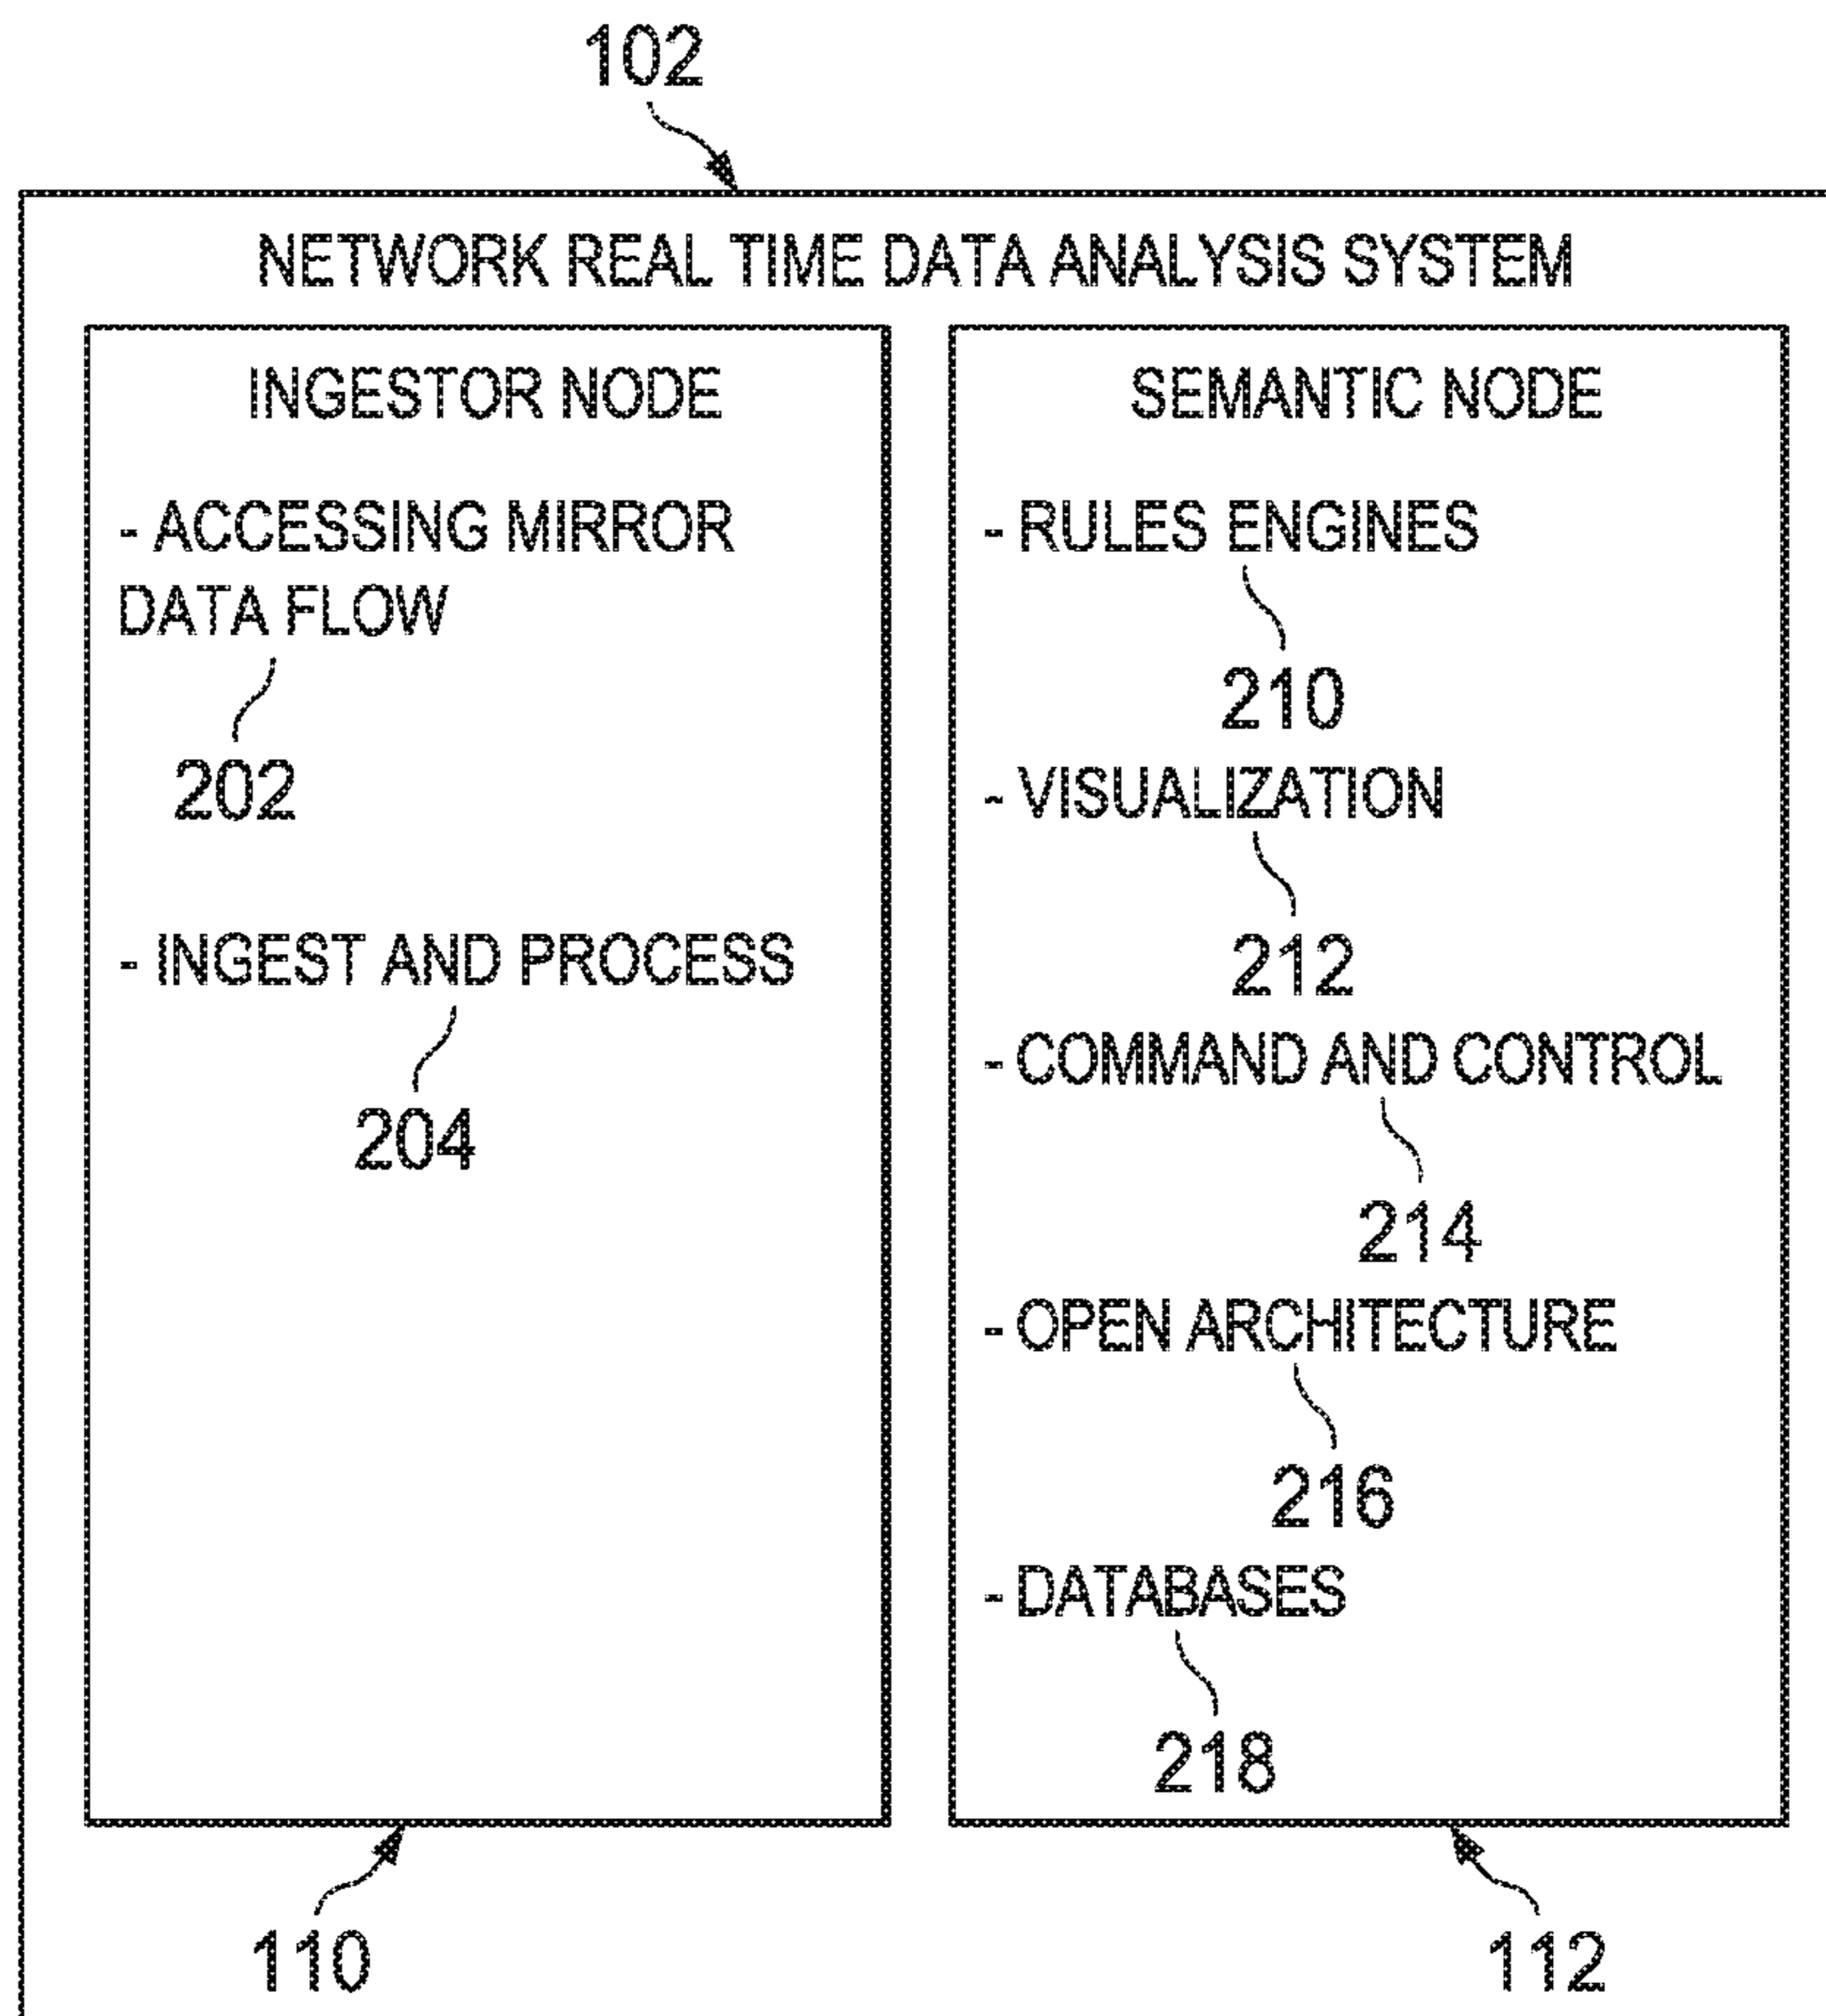 102
NETWORK REAL TIME DATA ANALYSIS SYSTEM
INGESTOR NODE
- ACCESSING MIRROR
DATA FLOW
202
- INGEST AND PROCESS
204
110
SEMANTIC NODE
- RULES ENGINES
210
- VISUALIZATION
212
- COMMAND AND CONTROL
214
- OPEN ARCHITECTURE
216
- DATABASES
218
112